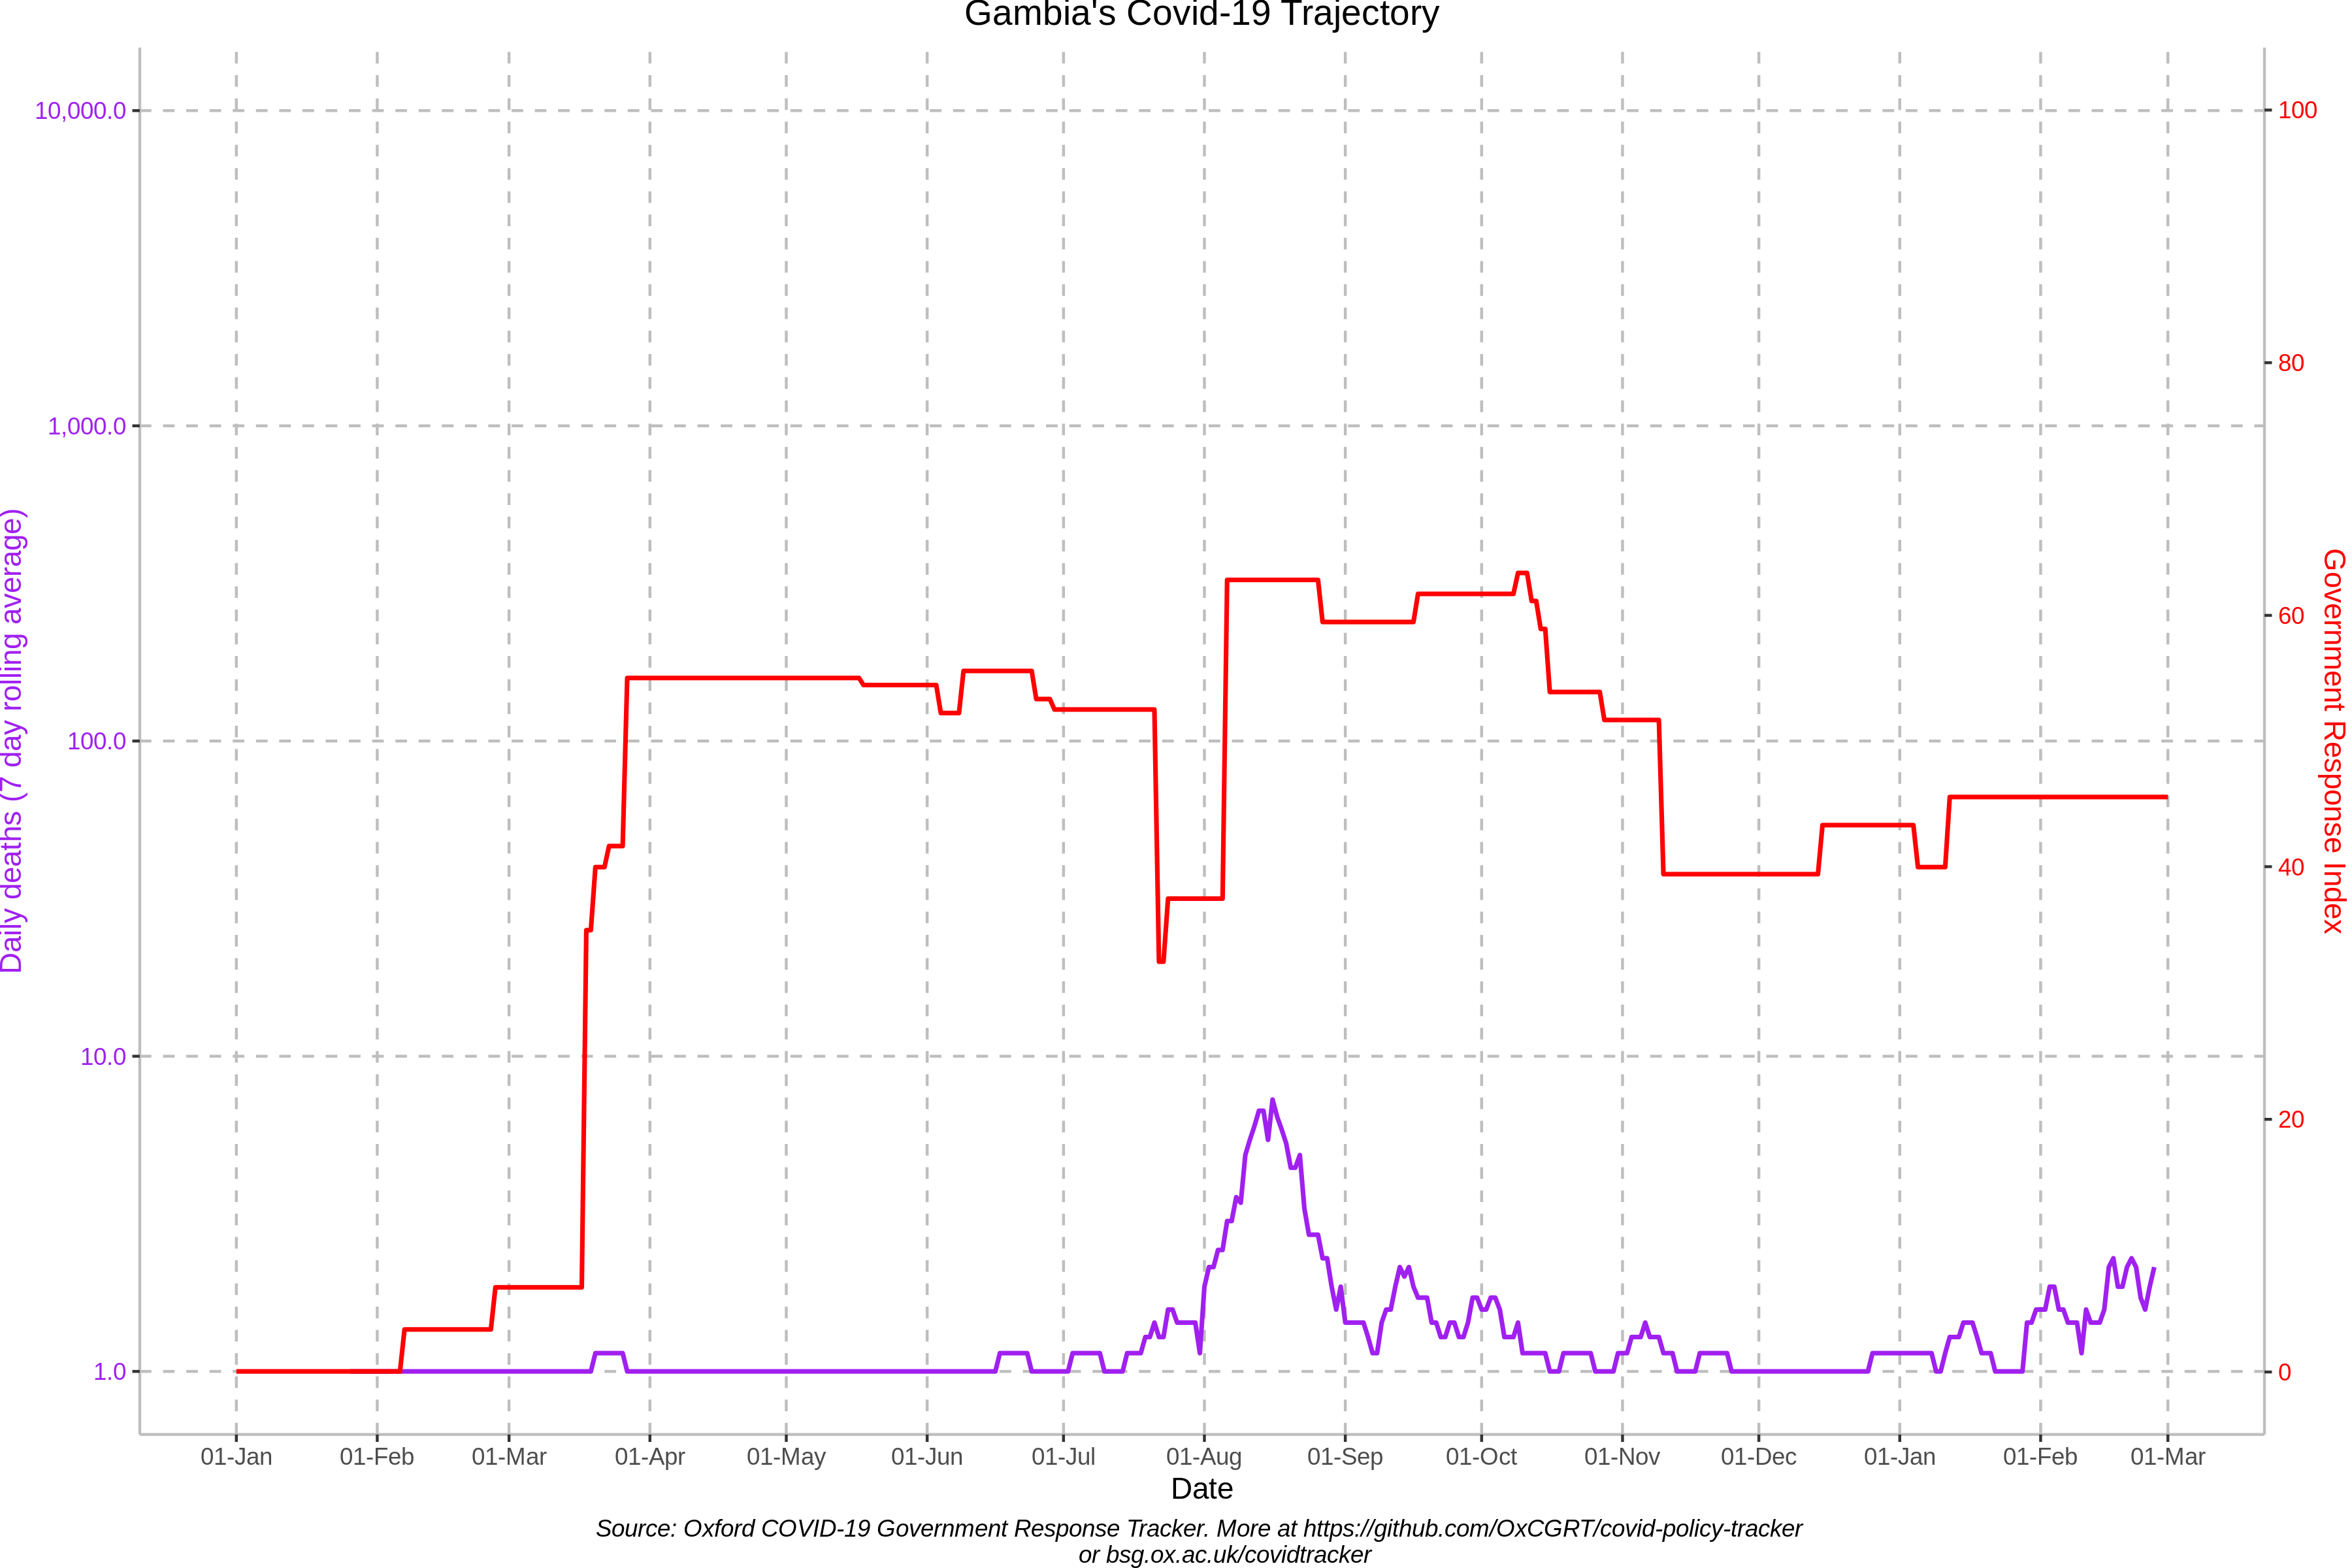 Gambia's Covid-19 Trajectory
10,000.0
1,000.0
100.0
10.0
1.0
Daily deaths (7 day rolling average)
100
80
60
40
20
0
Government Response Index
01-Jan 01-Feb 01-Mar 01-Apr 01-May 01-Jun 01-Jul 01-Aug 01-Sep 01-Oct 01-Nov 01-Dec 01-Jan 01-Feb 01-Mar
Date
Source: Oxford COVID-19 Government Response Tracker. More at https://github.com/OxCGRT/covid-policy-tracker
or bsg.ox.ac.uk/covidtracker